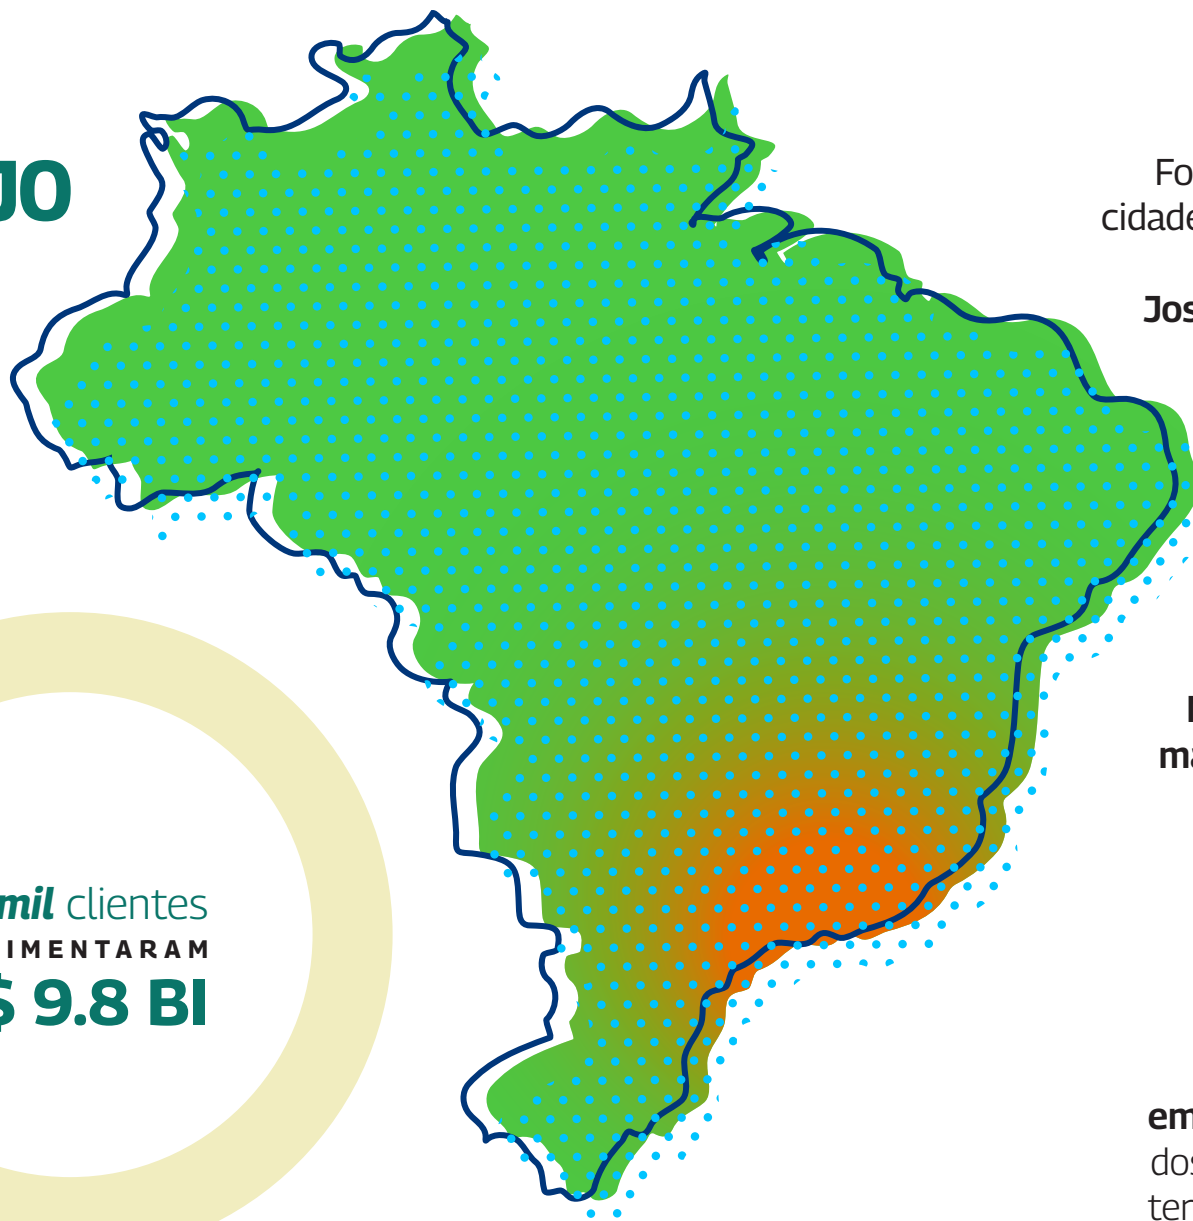 JO
Fo
cidade
Jos
ma
mil clientes
IMENTARAM
$ 9.8 BI
em
dos
ter